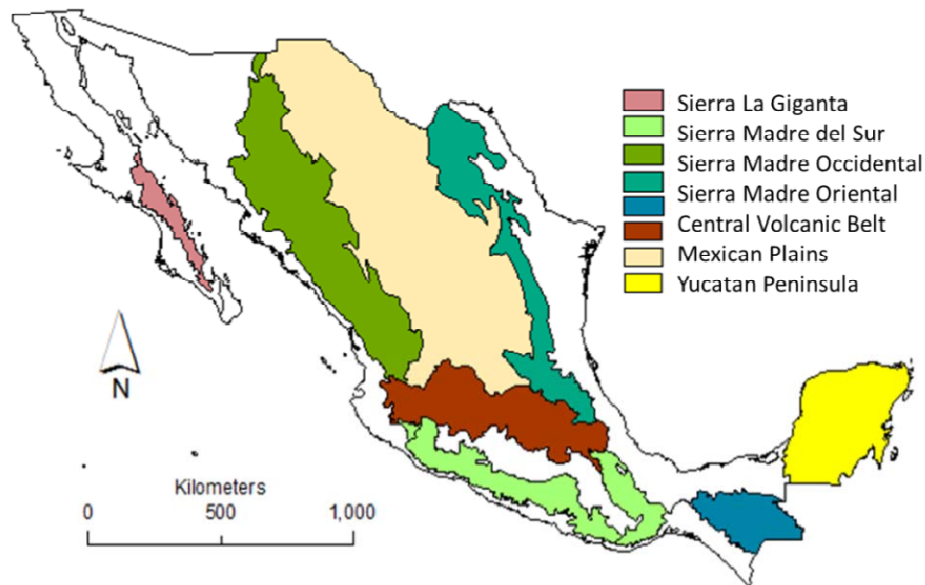 Sierra La Giganta
Sierra Madre del Sur
Sierra Madre Occidental
Sierra Madre Oriental
Central Volcanic Belt
Mexican Plains
Yucatan Peninsula
N
Kilometers
0 500 1,000